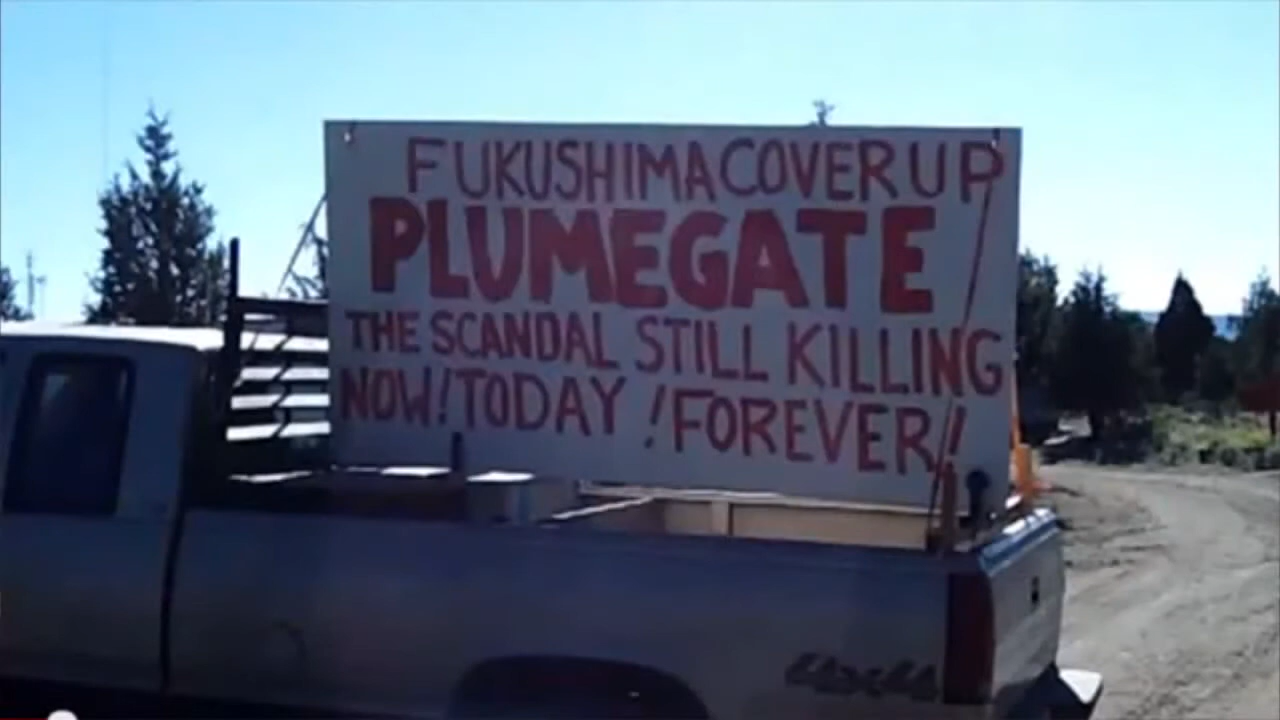 FUKUSHIMA COVER UP
PLUMEGATE
THE SCANDAL STILL KILLING
NOW! TODAY! FOREVER!
4x4